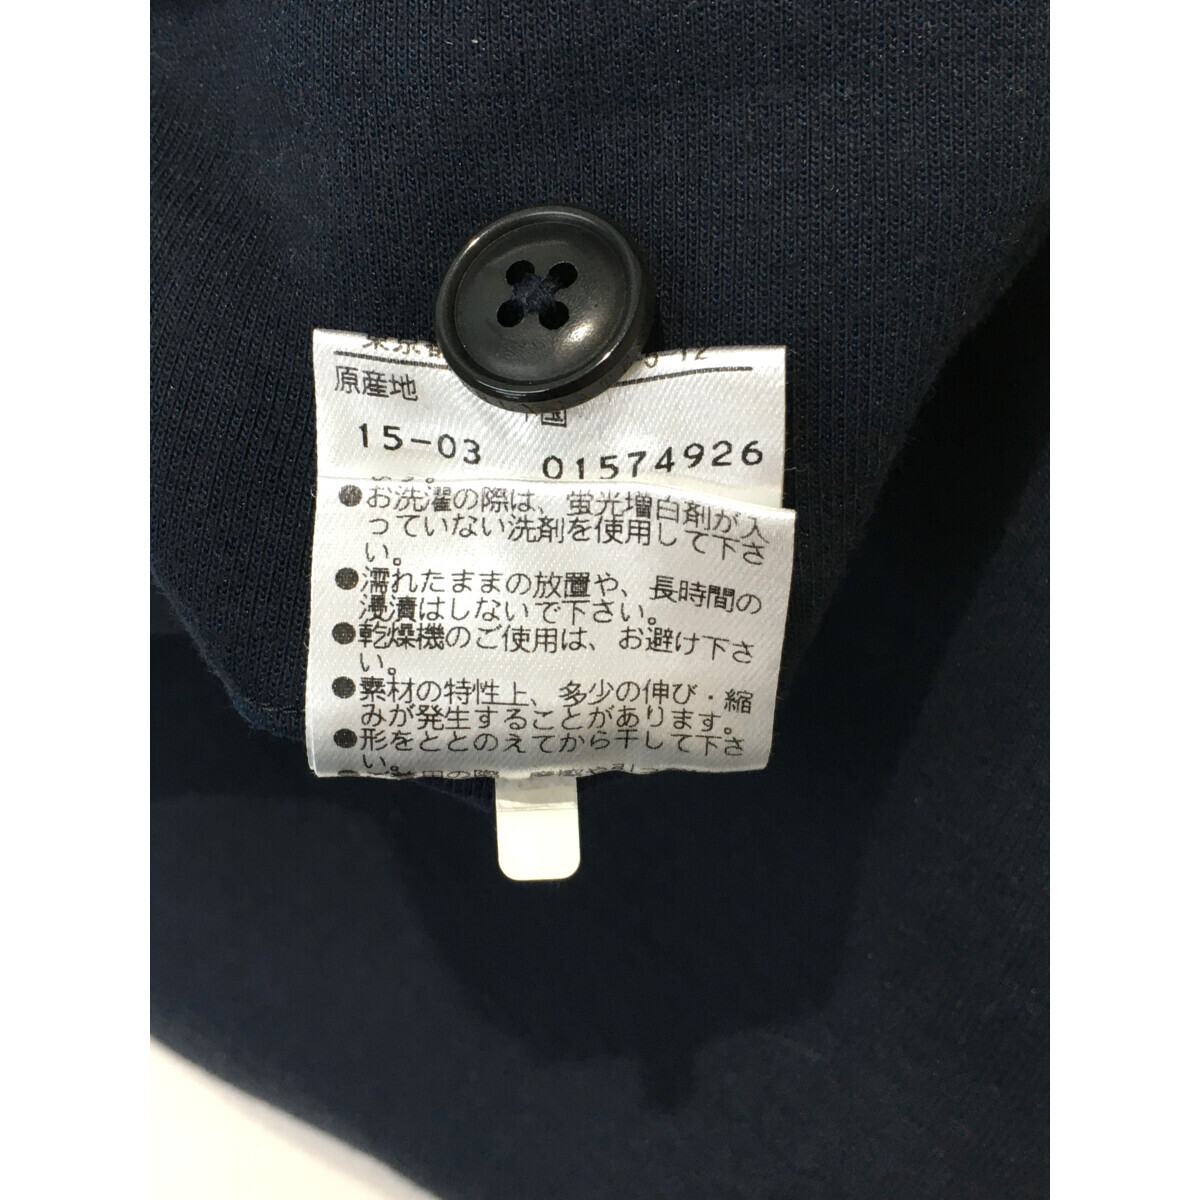 原産地
国
15-03 01574926
す。
●お洗濯の際は、蛍光増白剤が入
っていない洗剤を使用して下さ
い。
●濡れたままの放置や、長時間の
浸漬はしないで下さい。
●乾燥機のご使用は、お避け下さ
い。
●素材の特性上、多少の伸び・縮
みが発生することがあります。
●形をととのえてから干して下さ
い。